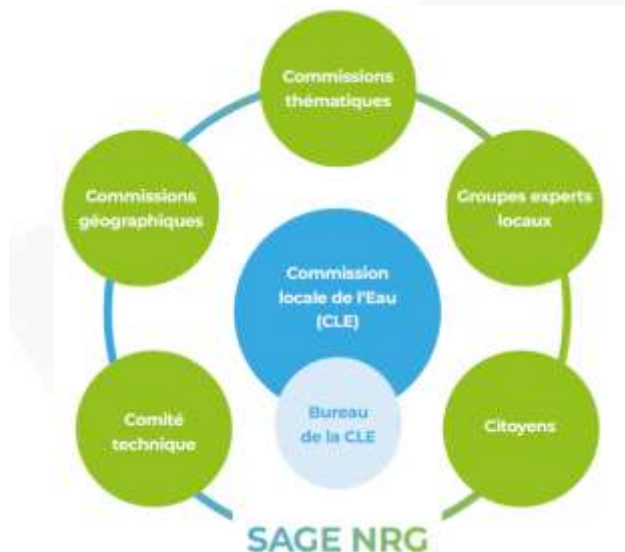 Commissions
thématiques
Commissions
géographiques
Groupes experts
locaux
Commission
locale de l'Eau
(CLE)
Bureau
de la CLE
Comité
technique
Citoyens
SAGE NRG